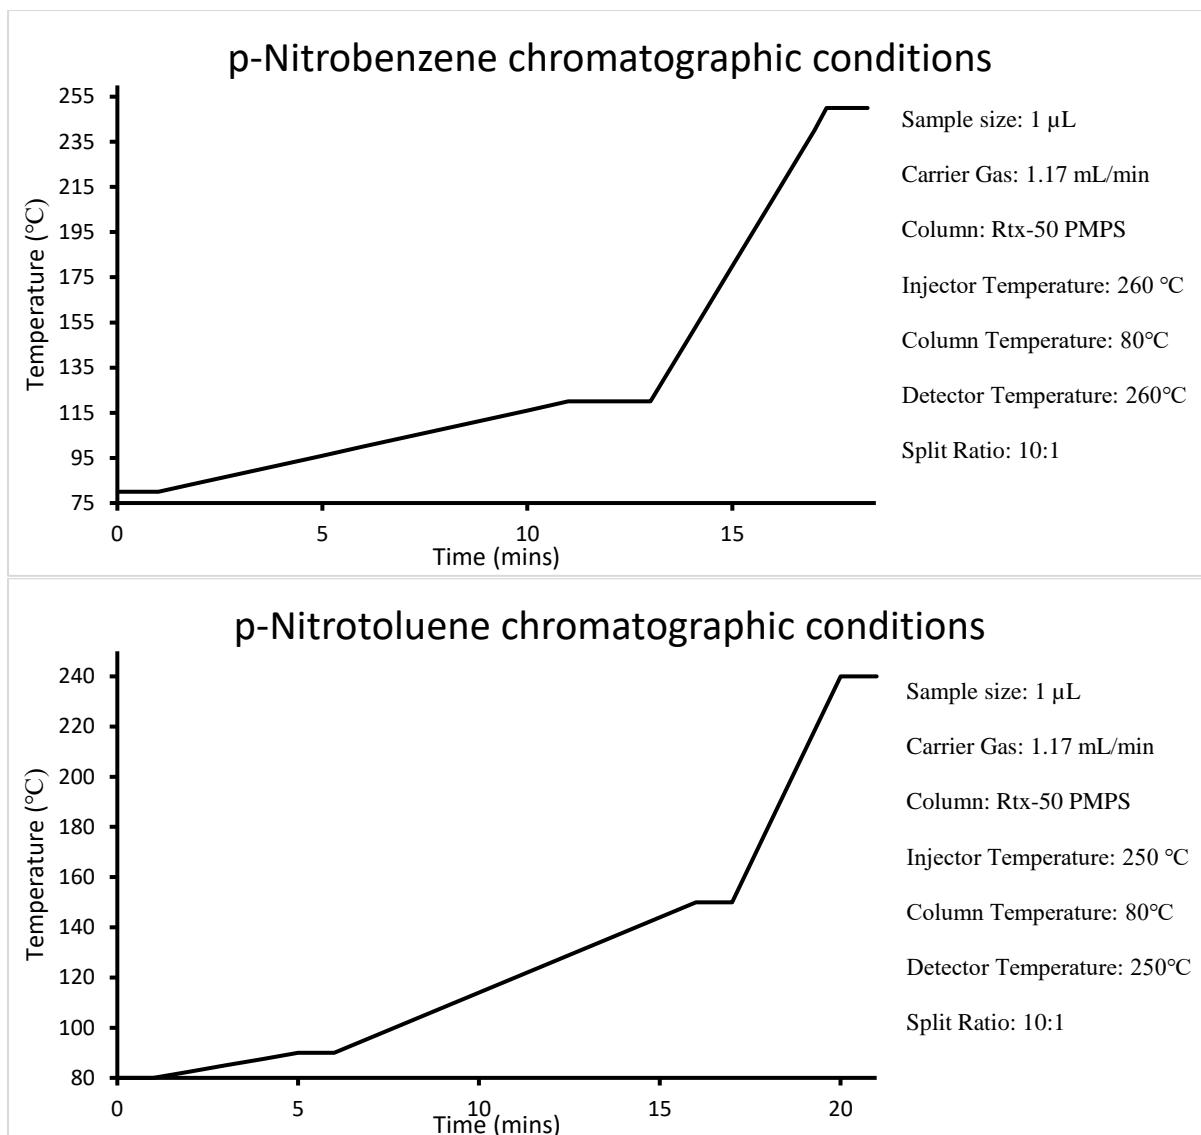 p-Nitrobenzene chromatographic conditions
255
235
215
195
175
155
135
115
95
75
Temperature (°C)
0
5
10
15
Time (mins)
Sample size: 1 µL
Carrier Gas: 1.17 mL/min
Column: Rtx-50 PMPS
Injector Temperature: 260 °C
Column Temperature: 80°C
Detector Temperature: 260°C
Split Ratio: 10:1
p-Nitrotoluene chromatographic conditions
240
220
200
180
160
140
120
100
80
Temperature (°C)
0
5
10
15
20
Time (mins)
Sample size: 1 µL
Carrier Gas: 1.17 mL/min
Column: Rtx-50 PMPS
Injector Temperature: 250 °C
Column Temperature: 80°C
Detector Temperature: 250°C
Split Ratio: 10:1